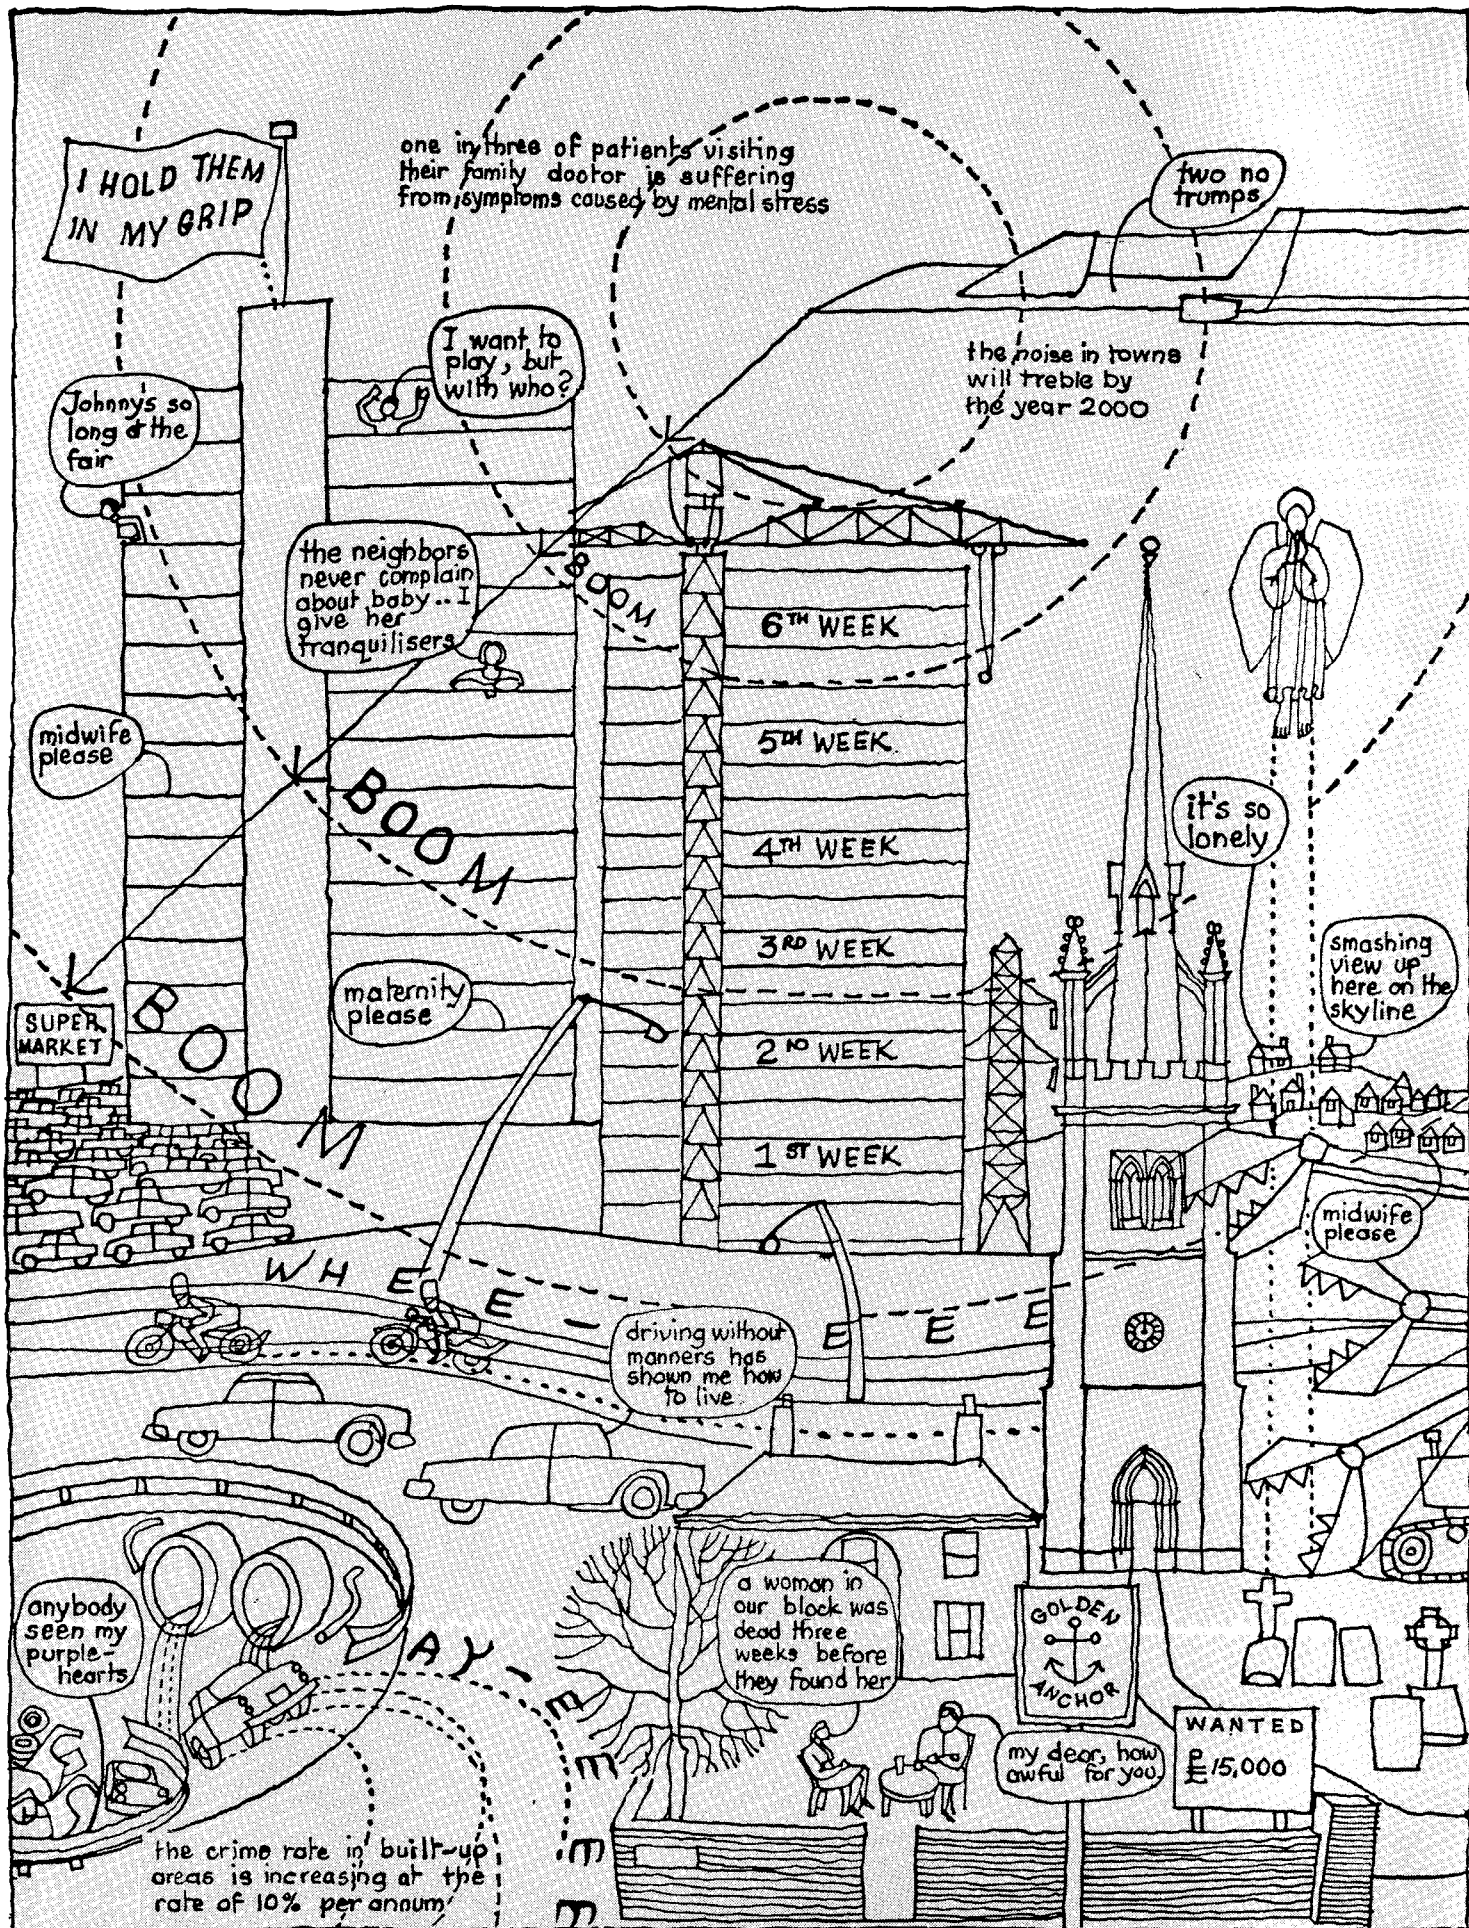 I HOLD THEM
IN MY GRIP
one in three of patients visiting
their family doctor is suffering
from symptoms caused by mental stress
two no
trumps
I want to
play, but
with who?
the noise in towns
will treble by
the year 2000
Johnnys so
long at the
fair
the neighbors
never complain
about baby.. I
give her
tranquilisers
BOOM
6TH WEEK
midwife
please
5TH WEEK
BOOM
it's so
lonely
4TH WEEK
smashing
view up
here on the
skyline
3RD WEEK
maternity
please
SUPER
MARKET
BOOM
2ND WEEK
1ST WEEK
midwife
please
WHEE-EEE
driving without
manners has
shown me how
to live
anybody
seen my
purple-
hearts
a woman in
our block was
dead three
weeks before
they found her
GOLDEN
ANCHOR
AY-EEEE
my dear, how
awful for you
WANTED
£15,000
the crime rate in built-up
areas is increasing at the
rate of 10% per annum